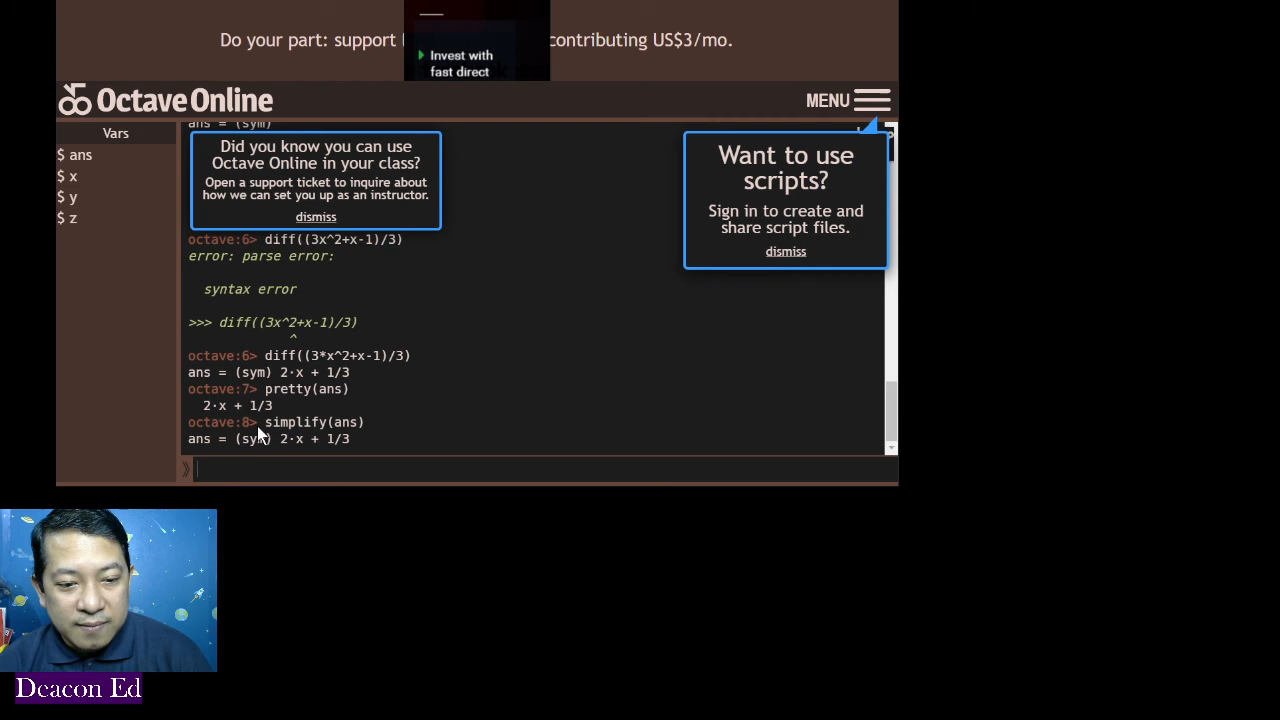 Do your part: support
contributing US$3/mo.
Invest with
fast direct
Octave Online
MENU
Vars
$ ans
$ x
$ y
$ z
ans = (sym)
Did you know you can use
Octave Online in your class?
Open a support ticket to inquire about
how we can set you up as an instructor.
dismiss
Want to use
scripts?
Sign in to create and
share script files.
dismiss
octave:6> diff((3x^2+x-1)/3)
error: parse error:
syntax error
>>> diff((3x^2+x-1)/3)
^
octave:6> diff((3*x^2+x-1)/3)
ans = (sym) 2⋅x + 1/3
octave:7> pretty(ans)
2⋅x + 1/3
octave:8> simplify(ans)
ans = (sym) 2⋅x + 1/3
Deacon Ed